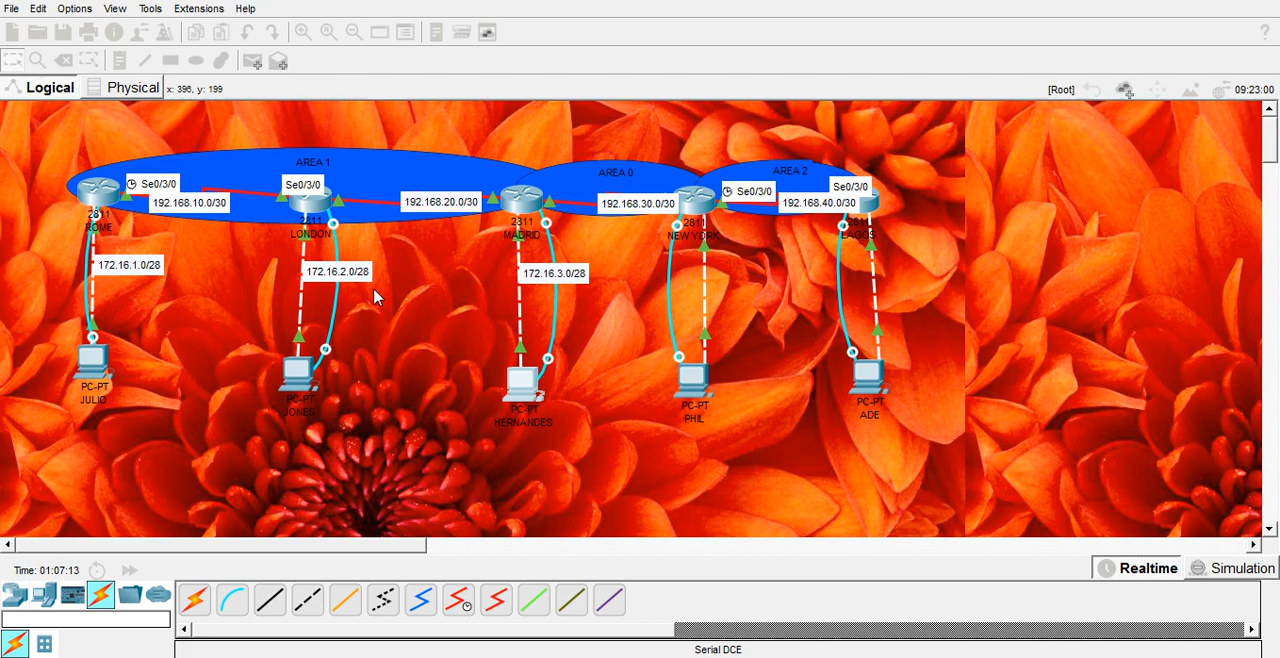 File Edit Options View Tools Extensions Help
?
Logical Physical x: 396, y: 199 [Root] 09:23:00
AREA 1
AREA 0
AREA 2
Se0/3/0
Se0/3/0
Se0/3/0
Se0/3/0
192.168.10.0/30
192.168.20.0/30
192.168.30.0/30
192.168.40.0/30
2811
ROME
2811
LONDON
2811
MADRID
2811
NEW YORK
2811
LAGOS
172.16.1.0/28
172.16.2.0/28
172.16.3.0/28
PC-PT
JULIO
PC-PT
JONES
PC-PT
HERNANDES
PC-PT
PHIL
PC-PT
ADE
Time: 01:07:13
Realtime Simulation
Serial DCE